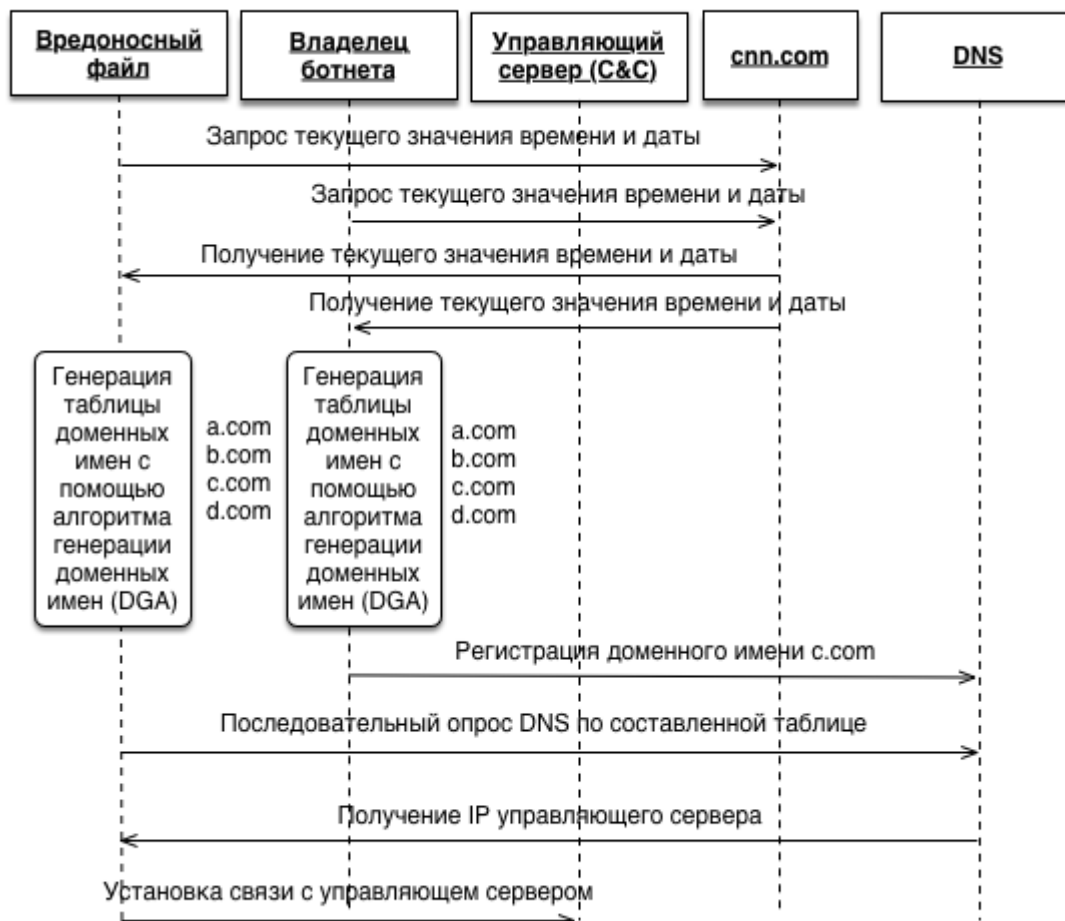 Вредоносный
файл
Владелец
ботнета
Управляющий
сервер (C&C)
cnn.com
DNS
Запрос текущего значения времени и даты
Запрос текущего значения времени и даты
Получение текущего значения времени и даты
Получение текущего значения времени и даты
Генерация
таблицы
доменных
имен с
помощью
алгоритма
генерации
доменных
имен (DGA)
a.com
b.com
c.com
d.com
Генерация
таблицы
доменных
имен с
помощью
алгоритма
генерации
доменных
имен (DGA)
a.com
b.com
c.com
d.com
Регистрация доменного имени c.com
Последовательный опрос DNS по составленной таблице
Получение IP управляющего сервера
Установка связи с управляющем сервером